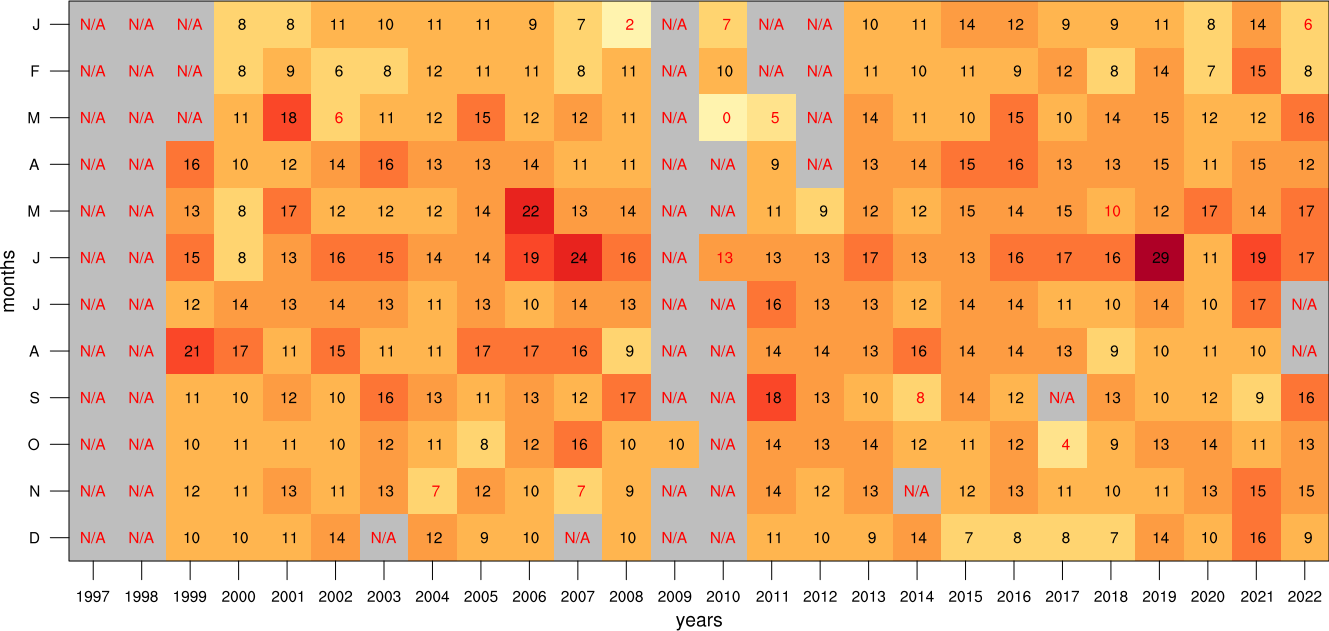 J N/A N/A N/A 8 8 11 10 11 11 9 7 2 N/A 7 N/A N/A 10 11 14 12 9 9 11 8 14 6
F N/A N/A N/A 8 9 6 8 12 11 11 8 11 N/A 10 N/A N/A 11 10 11 9 12 8 14 7 15 8
M N/A N/A N/A 11 18 6 11 12 15 12 12 11 N/A 0 5 N/A 14 11 10 15 10 14 15 12 12 16
A N/A N/A 16 10 12 14 16 13 13 14 11 11 N/A N/A 9 N/A 13 14 15 16 13 13 15 11 15 12
M N/A N/A 13 8 17 12 12 12 14 22 13 14 N/A N/A 11 9 12 12 15 14 15 10 12 17 14 17
J N/A N/A 15 8 13 16 15 14 14 19 24 16 N/A 13 13 13 17 13 13 16 17 16 29 11 19 17
J N/A N/A 12 14 13 14 13 11 13 10 14 13 N/A N/A 16 13 13 12 14 14 11 10 14 10 17 N/A
A N/A N/A 21 17 11 15 11 11 17 17 16 9 N/A N/A 14 14 13 16 14 14 13 9 10 11 10 N/A
S N/A N/A 11 10 12 10 16 13 11 13 12 17 N/A N/A 18 13 10 8 14 12 N/A 13 10 12 9 16
O N/A N/A 10 11 11 10 12 11 8 12 16 10 10 N/A 14 13 14 12 11 12 4 9 13 14 11 13
N N/A N/A 12 11 13 11 13 7 12 10 7 9 N/A N/A 14 12 13 N/A 12 13 11 10 11 13 15 15
D N/A N/A 10 10 11 14 N/A 12 9 10 N/A 10 N/A N/A 11 10 9 14 7 8 8 7 14 10 16 9
months
1997 1998 1999 2000 2001 2002 2003 2004 2005 2006 2007 2008 2009 2010 2011 2012 2013 2014 2015 2016 2017 2018 2019 2020 2021 2022
years